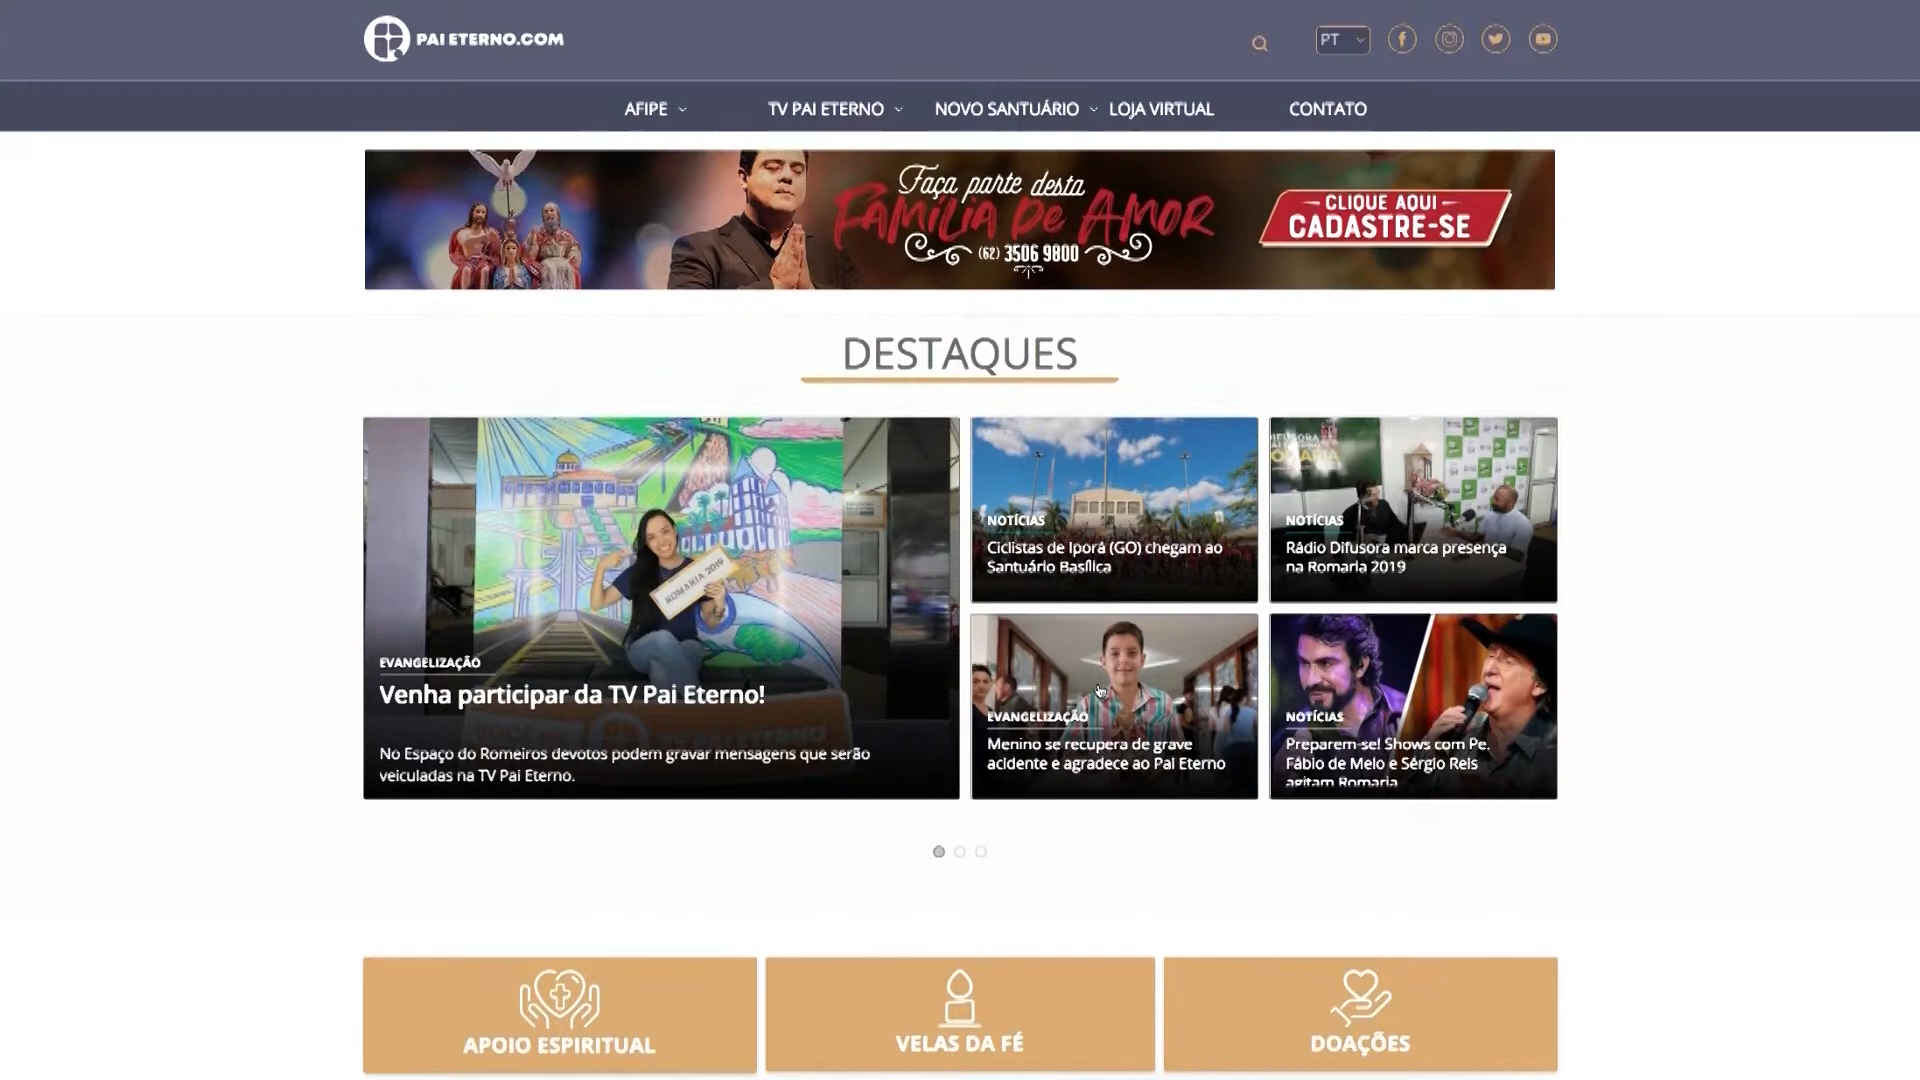 PAI ETERNO.COM
PT
AFIPE
TV PAI ETERNO
NOVO SANTUÁRIO
LOJA VIRTUAL
CONTATO
Faça parte desta
FAMÍLIA DE AMOR
(62) 3506 9800
CLIQUE AQUI
CADASTRE-SE
DESTAQUES
ROMARIA 2019
EVANGELIZAÇÃO
Venha participar da TV Pai Eterno!
No Espaço do Romeiros devotos podem gravar mensagens que serão
veiculadas na TV Pai Eterno.
NOTÍCIAS
Ciclistas de Iporá (GO) chegam ao
Santuário Basílica
NOTÍCIAS
Rádio Difusora marca presença
na Romaria 2019
EVANGELIZAÇÃO
Menino se recupera de grave
acidente e agradece ao Pai Eterno
NOTÍCIAS
Preparem-se! Shows com Pe.
Fábio de Melo e Sérgio Reis
agitam Romaria
APOIO ESPIRITUAL
VELAS DA FÉ
DOAÇÕES